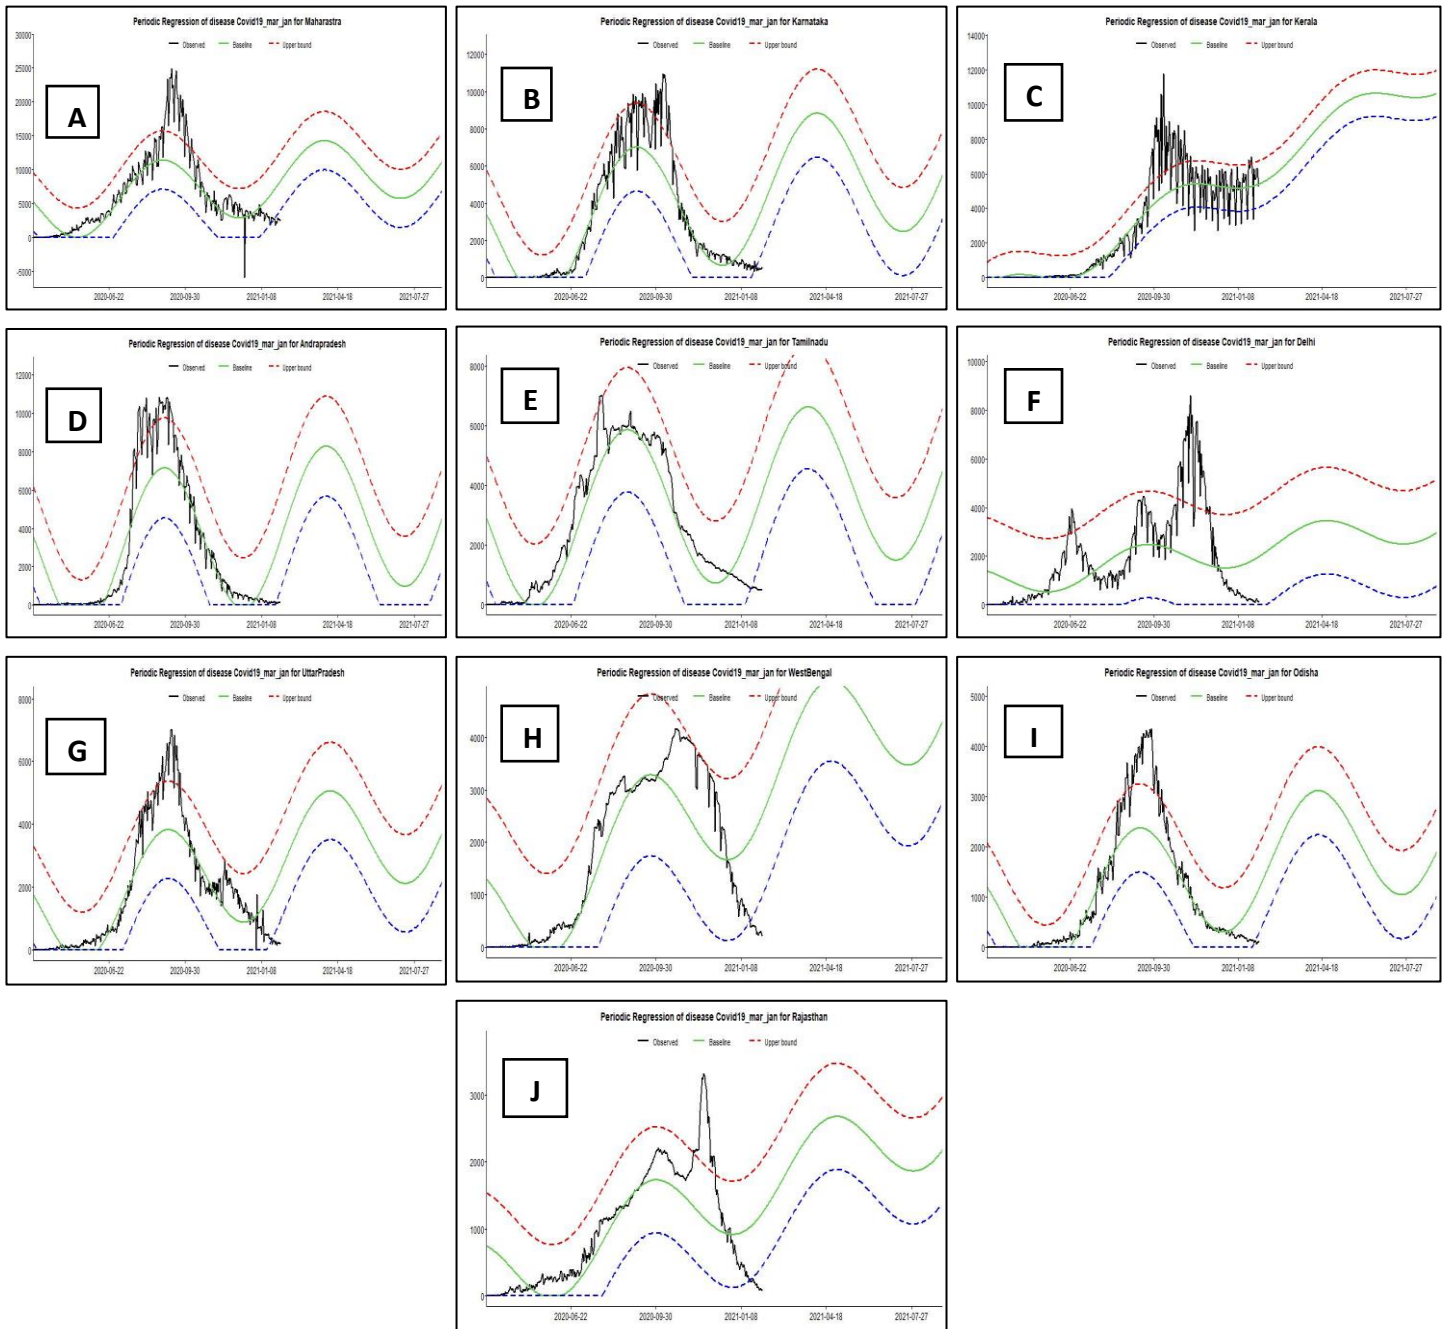 Periodic Regression of disease Covid19_mar_jan for Maharastra
Observed Baseline Upper bound
A
30000
25000
20000
15000
10000
5000
0
-5000
2020-06-22 2020-09-30 2021-01-08 2021-04-18 2021-07-27
Periodic Regression of disease Covid19_mar_jan for Karnataka
Observed Baseline Upper bound
B
12000
10000
8000
6000
4000
2000
0
2020-06-22 2020-09-30 2021-01-08 2021-04-18 2021-07-27
Periodic Regression of disease Covid19_mar_jan for Kerala
Observed Baseline Upper bound
C
14000
12000
10000
8000
6000
4000
2000
0
2020-06-22 2020-09-30 2021-01-08 2021-04-18 2021-07-27
Periodic Regression of disease Covid19_mar_jan for Andrapradesh
Observed Baseline Upper bound
D
12000
10000
8000
6000
4000
2000
0
2020-06-22 2020-09-30 2021-01-08 2021-04-18 2021-07-27
Periodic Regression of disease Covid19_mar_jan for Tamilnadu
Observed Baseline Upper bound
E
8000
6000
4000
2000
0
2020-06-22 2020-09-30 2021-01-08 2021-04-18 2021-07-27
Periodic Regression of disease Covid19_mar_jan for Delhi
Observed Baseline Upper bound
F
10000
8000
6000
4000
2000
0
2020-06-22 2020-09-30 2021-01-08 2021-04-18 2021-07-27
Periodic Regression of disease Covid19_mar_jan for UttarPradesh
Observed Baseline Upper bound
G
8000
6000
4000
2000
0
2020-06-22 2020-09-30 2021-01-08 2021-04-18 2021-07-27
Periodic Regression of disease Covid19_mar_jan for WestBengal
Observed Baseline Upper bound
H
4000
3000
2000
1000
0
2020-06-22 2020-09-30 2021-01-08 2021-04-18 2021-07-27
Periodic Regression of disease Covid19_mar_jan for Odisha
Observed Baseline Upper bound
I
5000
4000
3000
2000
1000
0
2020-06-22 2020-09-30 2021-01-08 2021-04-18 2021-07-27
Periodic Regression of disease Covid19_mar_jan for Rajasthan
Observed Baseline Upper bound
J
3000
2000
1000
0
2020-06-22 2020-09-30 2021-01-08 2021-04-18 2021-07-27